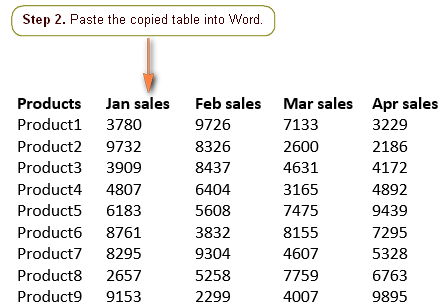 Step 2. Paste the copied table into Word.
Products Jan sales Feb sales Mar sales Apr sales
Product1 3780 9726 7133 3229
Product2 9732 8326 2600 2186
Product3 3909 8437 4631 4172
Product4 4807 6404 3165 4892
Product5 6183 5608 7475 9439
Product6 8761 3832 8155 7295
Product7 8295 9304 4607 5328
Product8 2657 5258 7759 6763
Product9 9153 2299 4007 9895